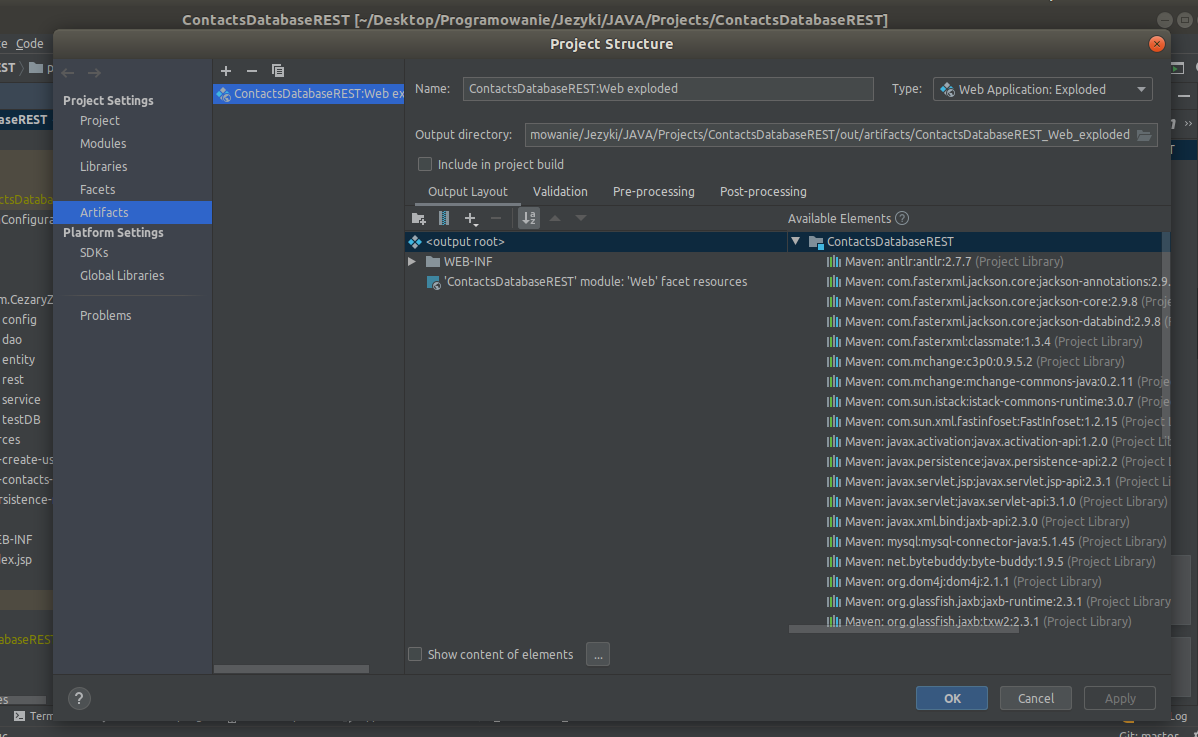 ContactsDatabaseREST [~/Desktop/Programowanie/Jezyki/JAVA/Projects/ContactsDatabaseREST]
Code
Project Structure
Project Settings
Project
Modules
Libraries
Facets
Artifacts
Platform Settings
SDKs
Global Libraries
Problems
ContactsDatabaseREST:Web ex
Name: ContactsDatabaseREST:Web exploded
Type: Web Application: Exploded
Output directory: mowanie/Jezyki/JAVA/Projects/ContactsDatabaseREST/out/artifacts/ContactsDatabaseREST_Web_exploded
Include in project build
Output Layout Validation Pre-processing Post-processing
Available Elements ?
<output root>
WEB-INF
'ContactsDatabaseREST' module: 'Web' facet resources
ContactsDatabaseREST
Maven: antlr:antlr:2.7.7 (Project Library)
Maven: com.fasterxml.jackson.core:jackson-annotations:2.9.
Maven: com.fasterxml.jackson.core:jackson-core:2.9.8 (Proje
Maven: com.fasterxml.jackson.core:jackson-databind:2.9.8 (
Maven: com.fasterxml:classmate:1.3.4 (Project Library)
Maven: com.mchange:c3p0:0.9.5.2 (Project Library)
Maven: com.mchange:mchange-commons-java:0.2.11 (Proje
Maven: com.sun.istack:istack-commons-runtime:3.0.7 (Proje
Maven: com.sun.xml.fastinfoset:FastInfoset:1.2.15 (Project
Maven: javax.activation:javax.activation-api:1.2.0 (Project Lib
Maven: javax.persistence:javax.persistence-api:2.2 (Project L
Maven: javax.servlet.jsp:javax.servlet.jsp-api:2.3.1 (Project Li
Maven: javax.servlet:javax.servlet-api:3.1.0 (Project Library)
Maven: javax.xml.bind:jaxb-api:2.3.0 (Project Library)
Maven: mysql:mysql-connector-java:5.1.45 (Project Library)
Maven: net.bytebuddy:byte-buddy:1.9.5 (Project Library)
Maven: org.dom4j:dom4j:2.1.1 (Project Library)
Maven: org.glassfish.jaxb:jaxb-runtime:2.3.1 (Project Library
Maven: org.glassfish.jaxb:txw2:2.3.1 (Project Library)
Show content of elements ...
? OK Cancel Apply
aseREST
ctsDataba
Configura
m.CezaryZ
config
dao
entity
rest
service
testDB
rces
-create-us
-contacts-
rsistence-
EB-INF
dex.jsp
abaseREST
Term
Log
Git: master